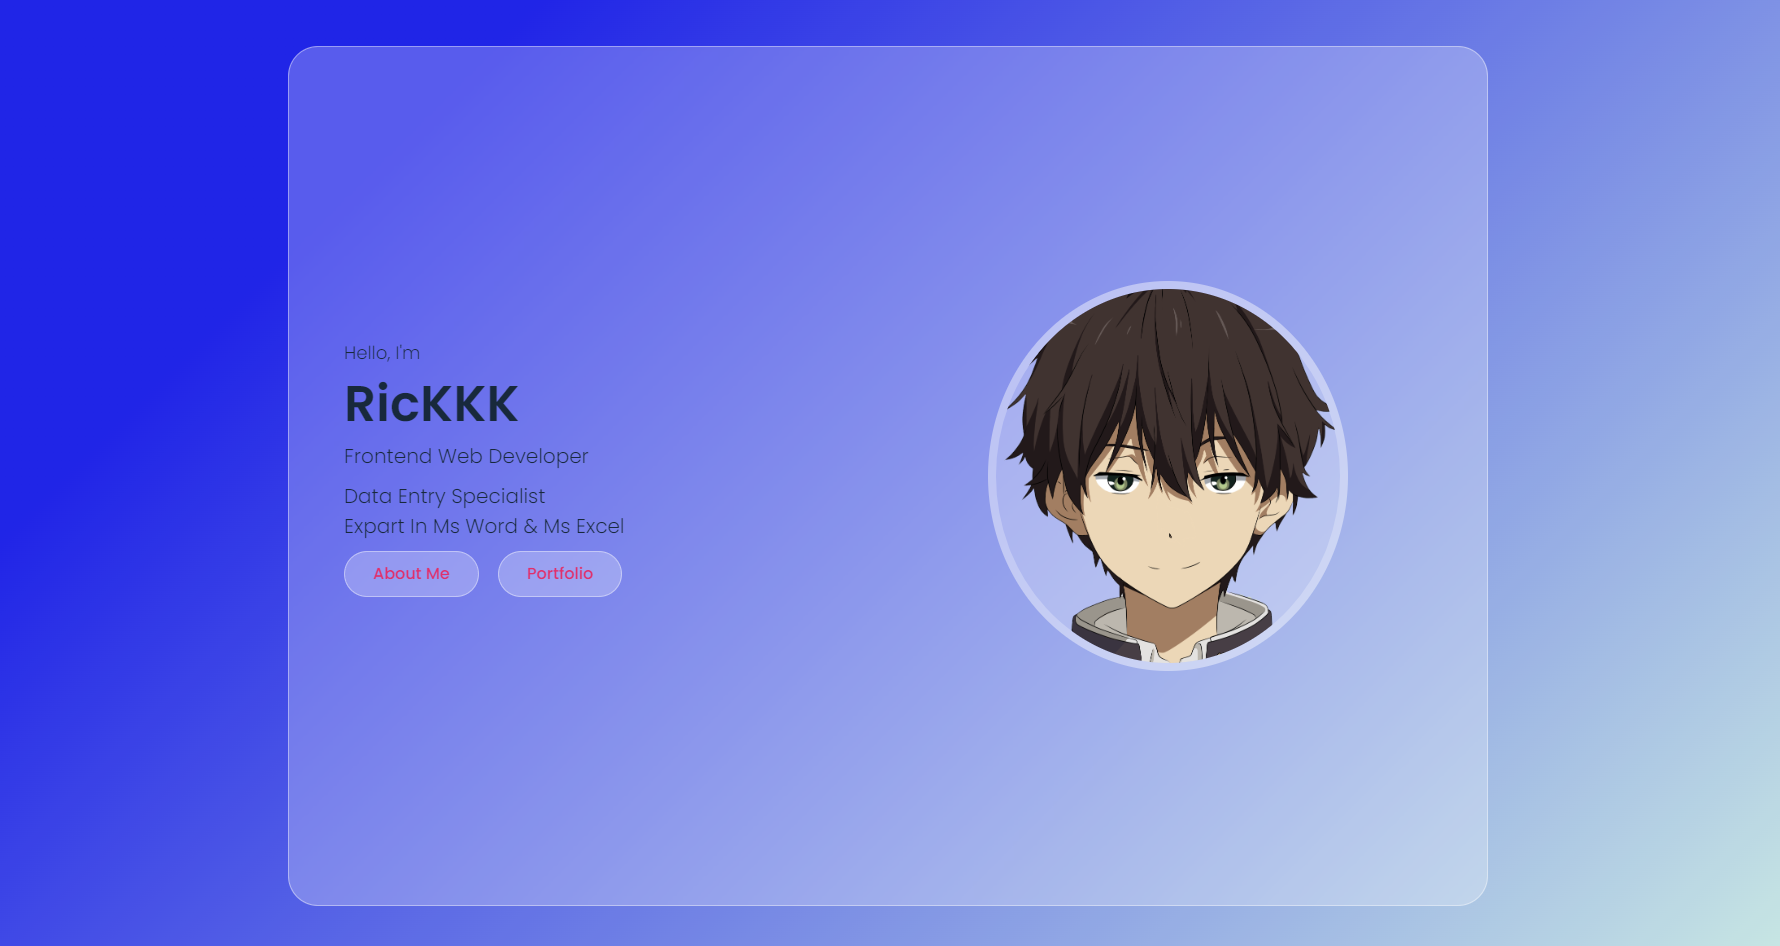 Hello, I'm
RicKKK
Frontend Web Developer
Data Entry Specialist
Expart In Ms Word & Ms Excel
About Me
Portfolio